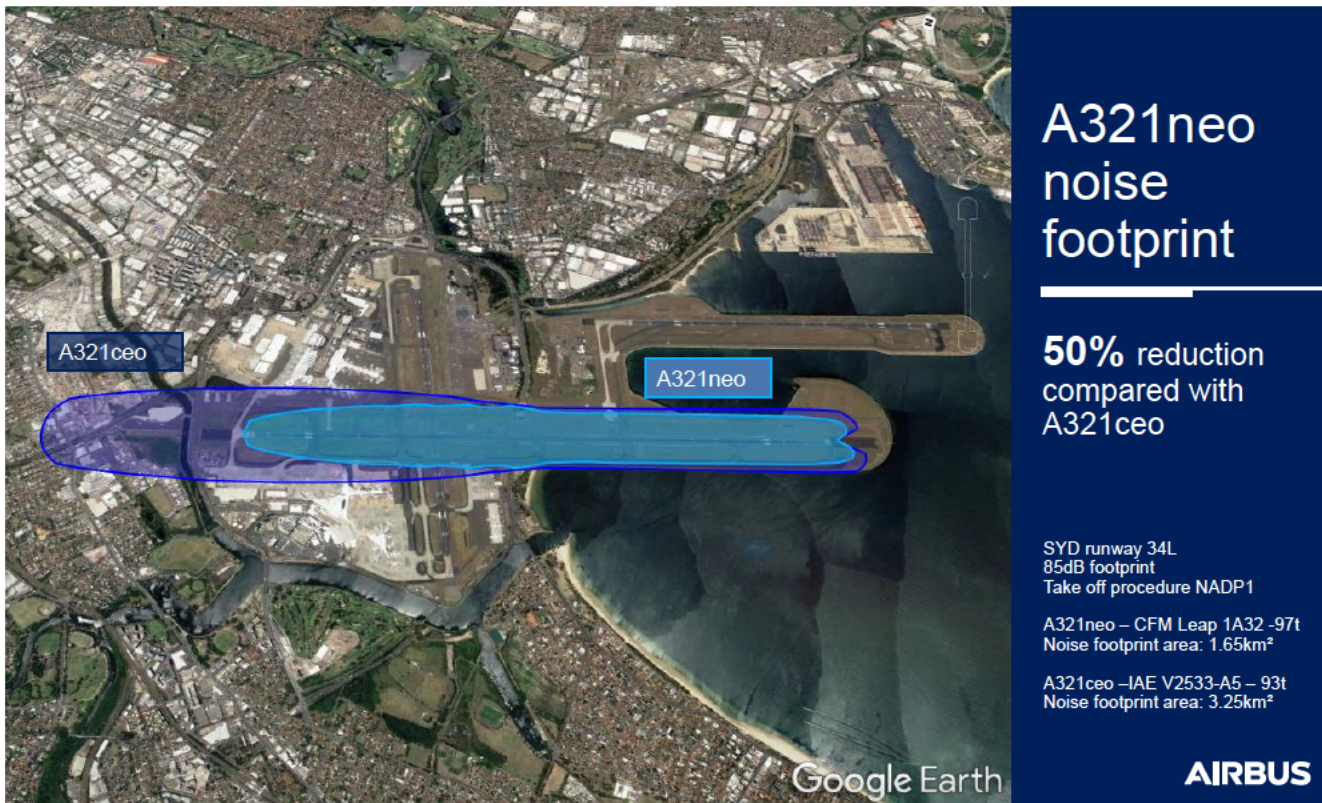 N
A321ceo
A321neo
Google Earth
A321neo
noise
footprint
50% reduction
compared with
A321ceo
SYD runway 34L
85dB footprint
Take off procedure NADP1
A321neo – CFM Leap 1A32 -97t
Noise footprint area: 1.65km²
A321ceo –IAE V2533-A5 – 93t
Noise footprint area: 3.25km²
AIRBUS